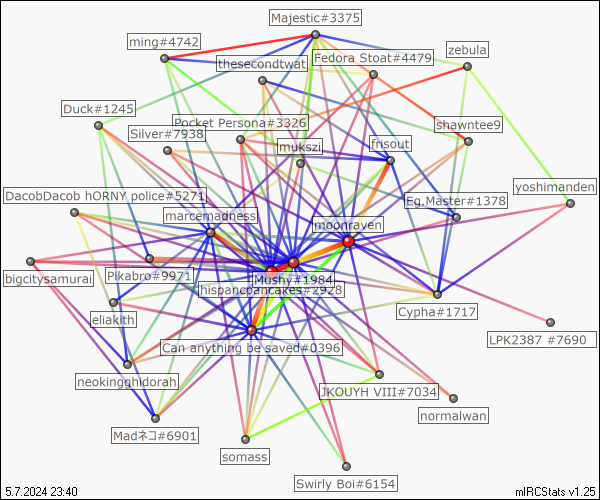 Majestic#3375
ming#4742
zebula
Fedora Stoat#4479
thesecondtwat
Duck#1245
Pocket Persona#3326
shawntee9
Silver#7938
frisout
mukszi
yoshimanden
DacobDacob hORNY police#5271
Eg.Master#1378
marcemadness
moonraven
Pikabro#9971
bigcitysamurai
Mushy#1984
hispancpancakes#2928
Cypha#1717
eliakith
LPK2387 #7690
Can anything be saved#0396
neokingghidorah
JKOUYH VIII#7034
normalwan
Madネコ#6901
somass
Swirly Boi#6154
5.7.2024 23:40
mIRCStats v1.25